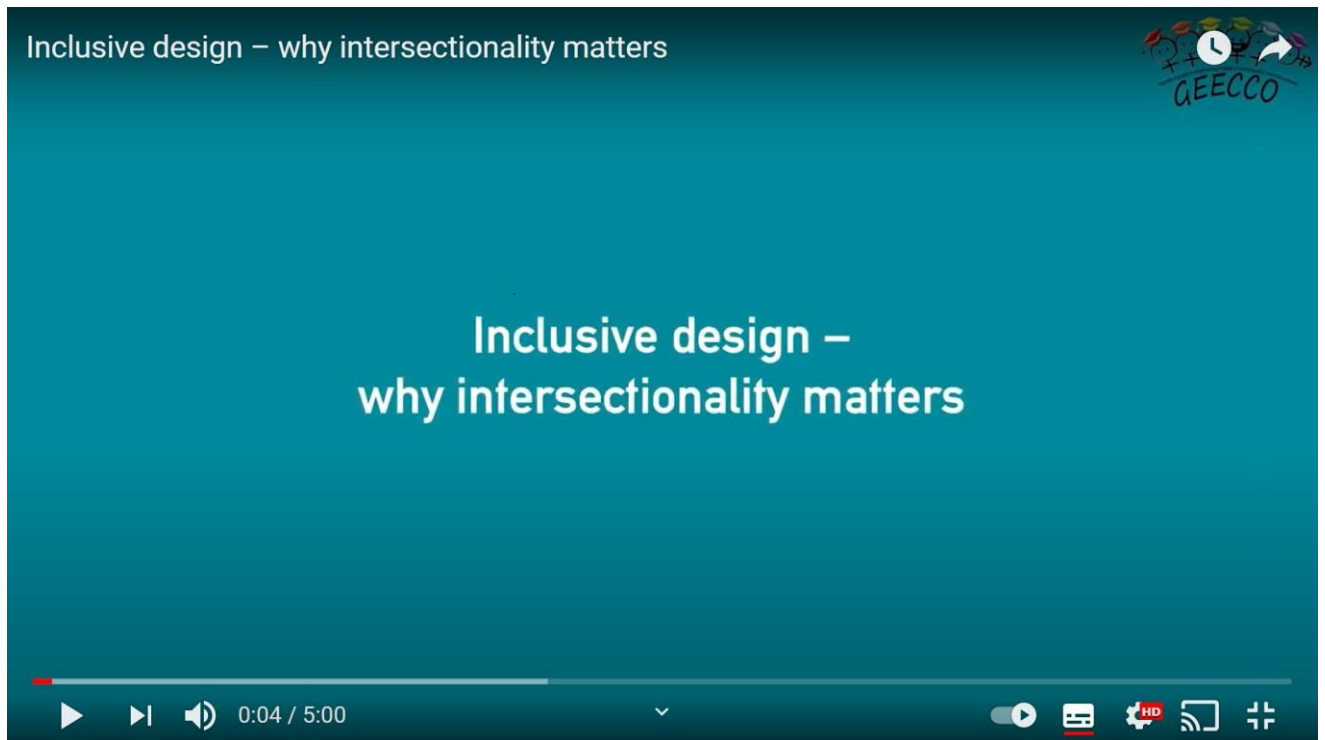 Inclusive design – why intersectionality matters
GEECCO
Inclusive design –
why intersectionality matters
0:04 / 5:00
HD